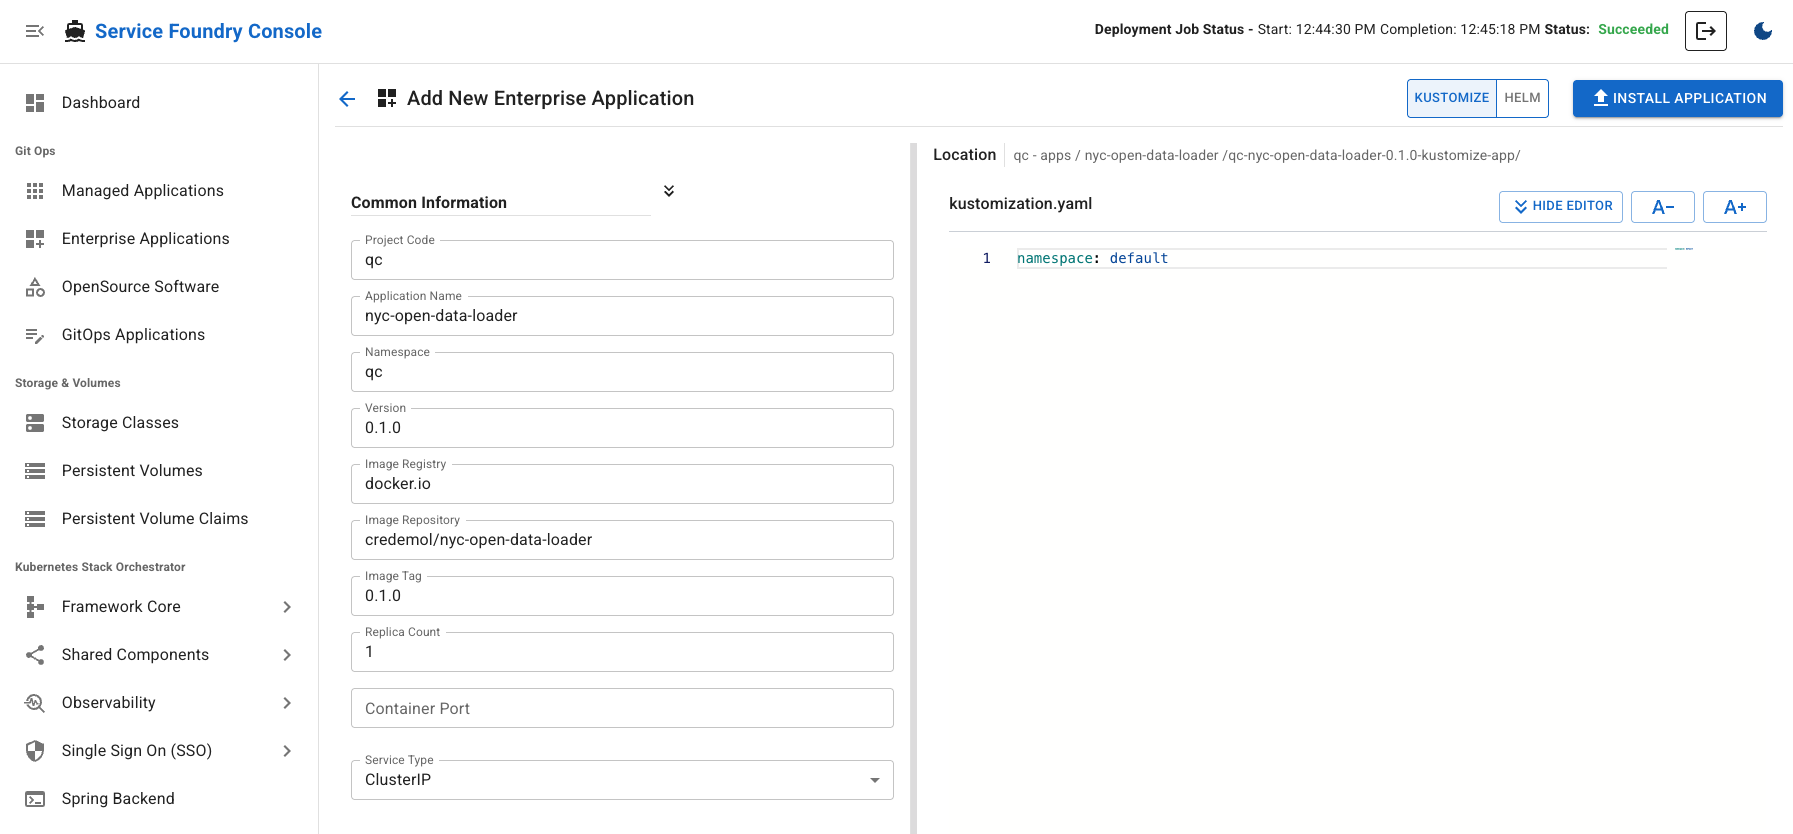 Service Foundry Console
Deployment Job Status - Start: 12:44:30 PM Completion: 12:45:18 PM Status: Succeeded
Dashboard
Git Ops
Managed Applications
Enterprise Applications
OpenSource Software
GitOps Applications
Storage & Volumes
Storage Classes
Persistent Volumes
Persistent Volume Claims
Kubernetes Stack Orchestrator
Framework Core
Shared Components
Observability
Single Sign On (SSO)
Spring Backend
Add New Enterprise Application
KUSTOMIZE HELM
INSTALL APPLICATION
Common Information
Project Code
qc
Application Name
nyc-open-data-loader
Namespace
qc
Version
0.1.0
Image Registry
docker.io
Image Repository
credemol/nyc-open-data-loader
Image Tag
0.1.0
Replica Count
1
Container Port
Service Type
ClusterIP
Location qc - apps / nyc-open-data-loader /qc-nyc-open-data-loader-0.1.0-kustomize-app/
kustomization.yaml
HIDE EDITOR A- A+
1 namespace: default